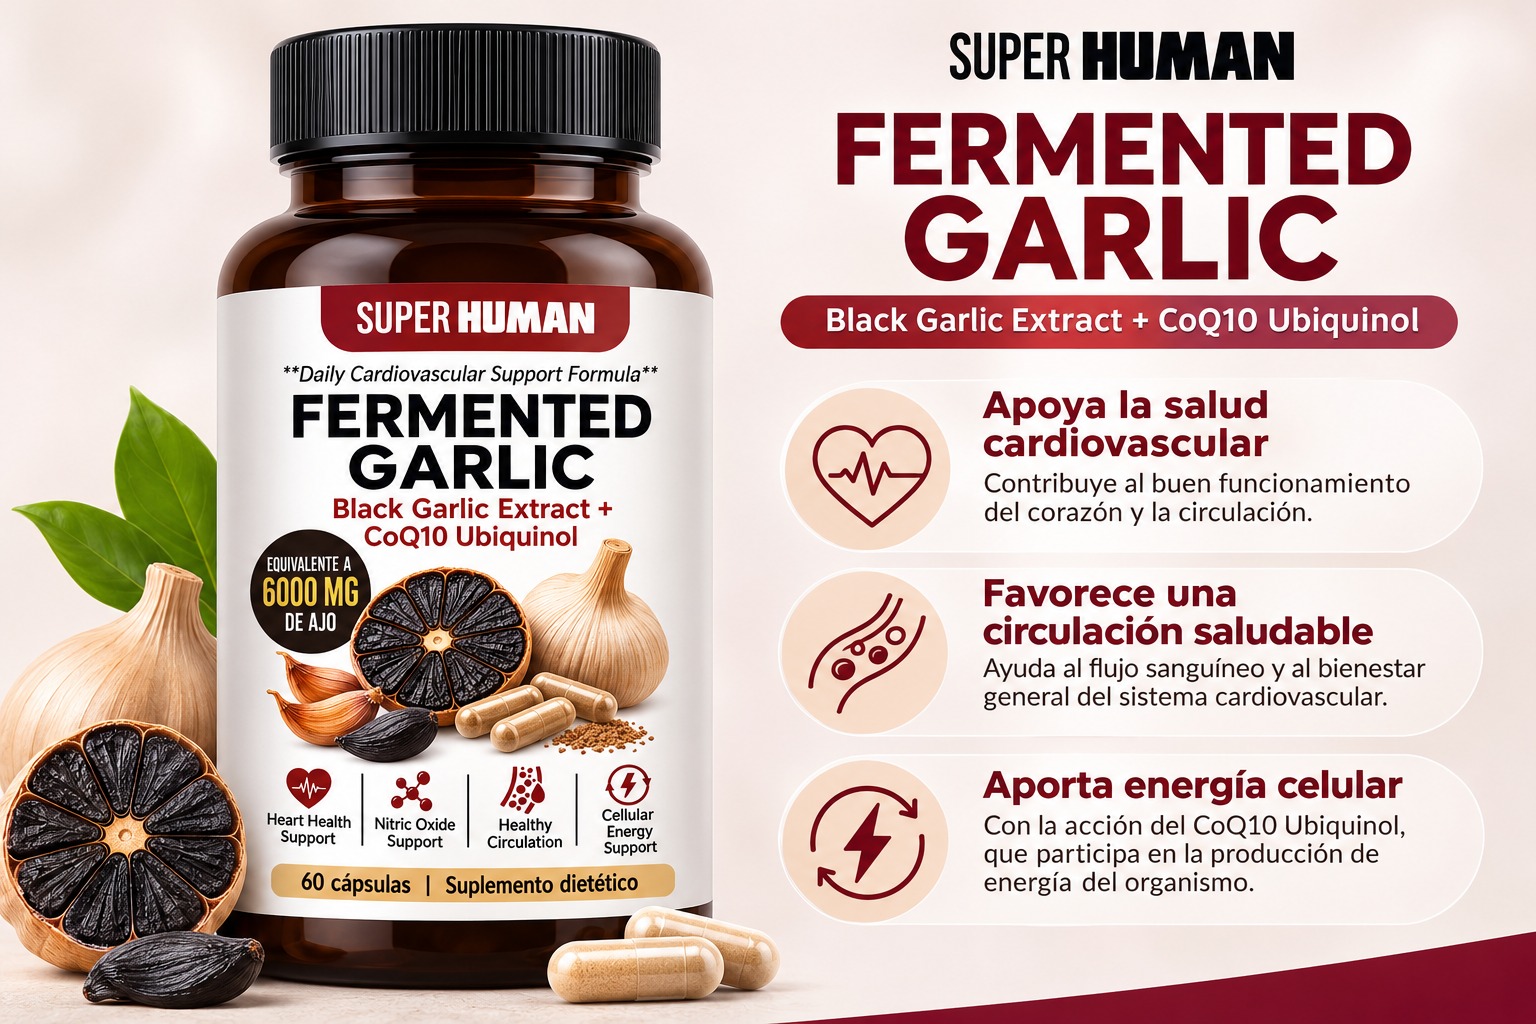 SUPER HUMAN
**Daily Cardiovascular Support Formula**
FERMENTED
GARLIC
Black Garlic Extract +
CoQ10 Ubiquinol
EQUIVALENTE A
6000 MG
DE AJO
Heart Health
Support
Nitric Oxide
Support
Healthy
Circulation
Cellular
Energy
Support
60 cápsulas | Suplemento dietético
SUPER HUMAN
FERMENTED
GARLIC
Black Garlic Extract + CoQ10 Ubiquinol
Apoya la salud
cardiovascular
Contribuye al buen funcionamiento
del corazón y la circulación.
Favorece una
circulación saludable
Ayuda al flujo sanguíneo y al bienestar
general del sistema cardiovascular.
Aporta energía celular
Con la acción del CoQ10 Ubiquinol,
que participa en la producción de
energía del organismo.